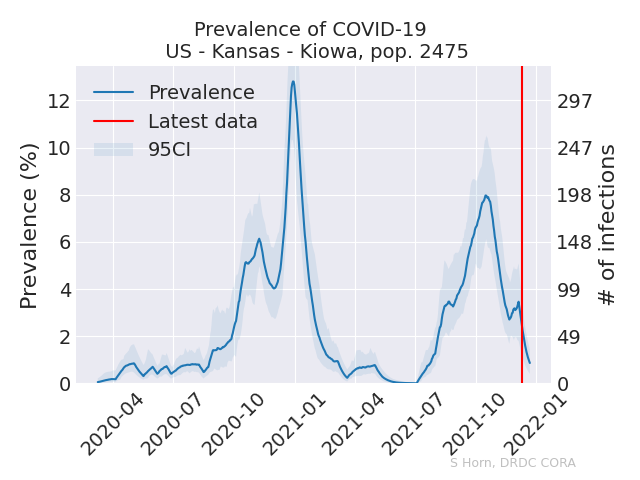 Prevalence of COVID-19
US - Kansas - Kiowa, pop. 2475
Prevalence
Latest data
95CI
Prevalence (%)
12
10
8
6
4
2
0
297
247
198
148
99
49
0
# of infections
2020-04
2020-07
2020-10
2021-01
2021-04
2021-07
2021-10
2022-01
S Horn, DRDC CORA